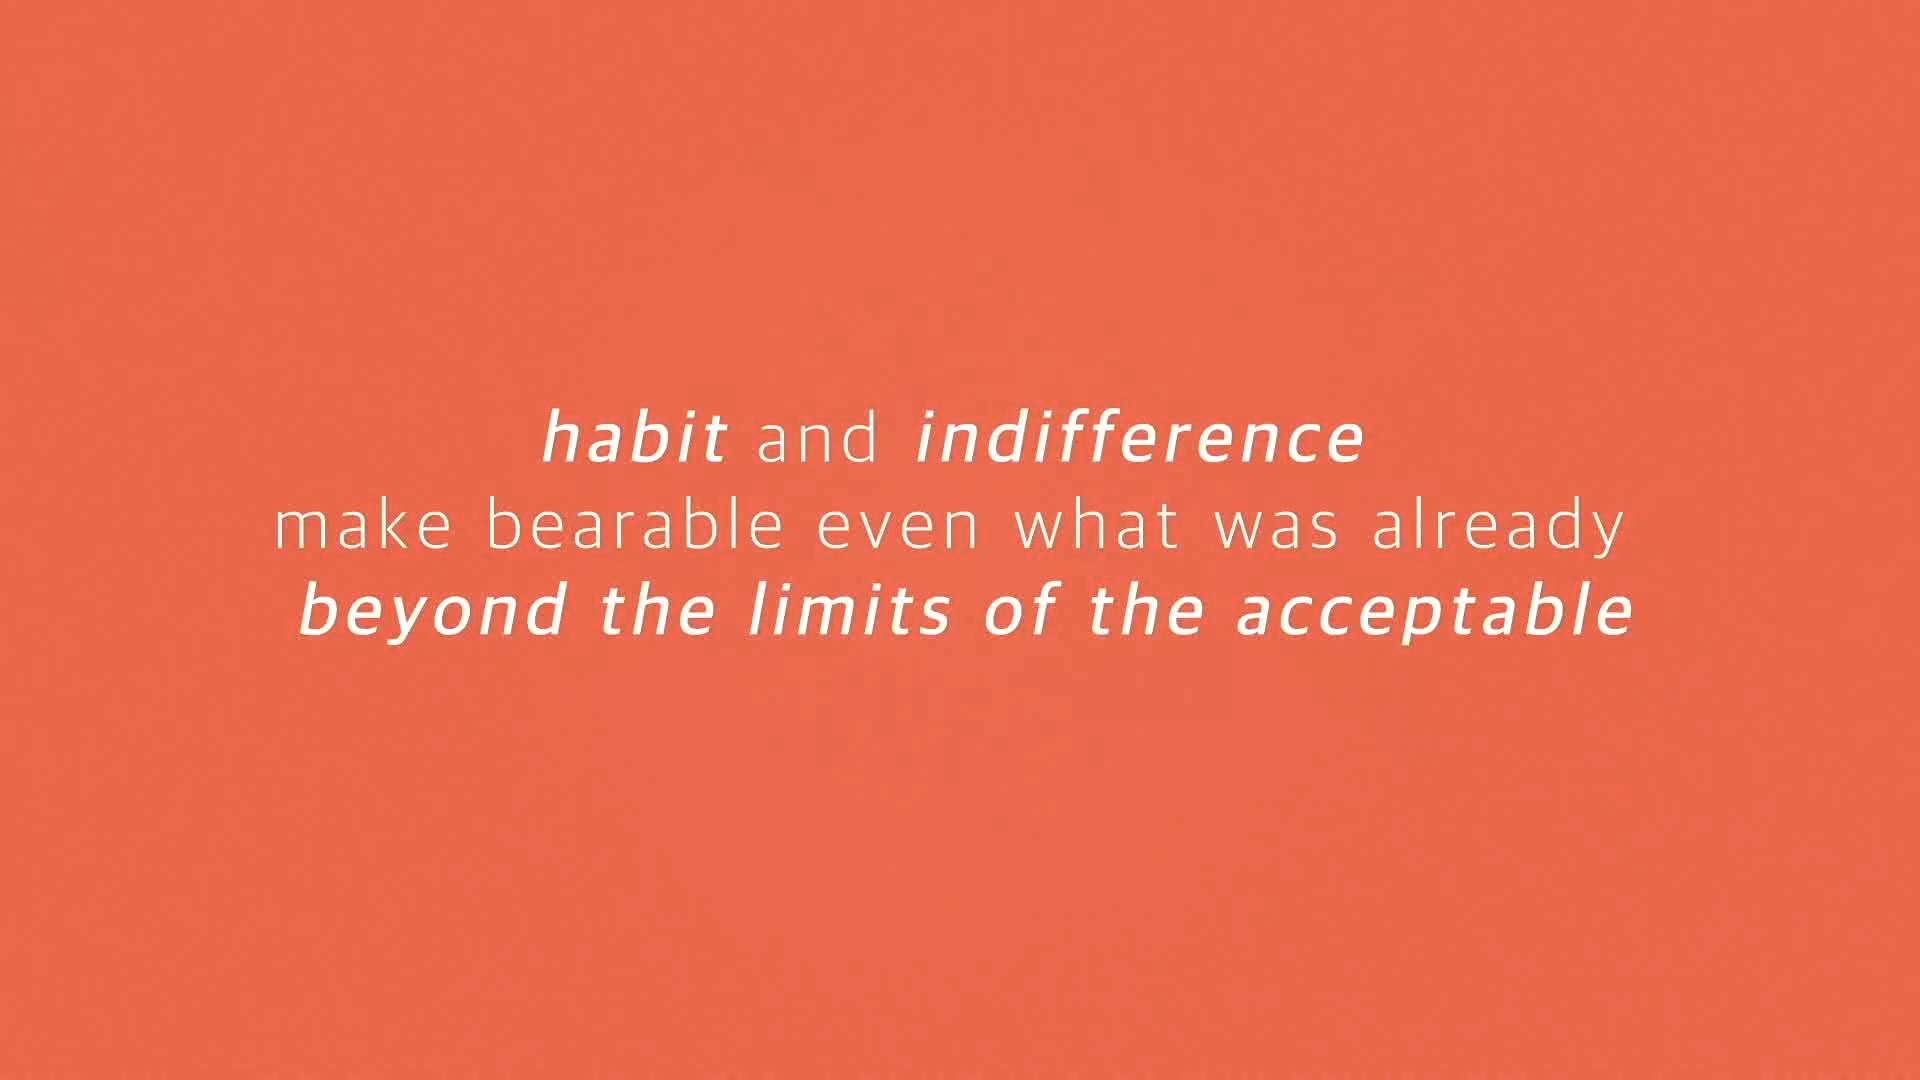 habit and indifference
make bearable even what was already
beyond the limits of the acceptable